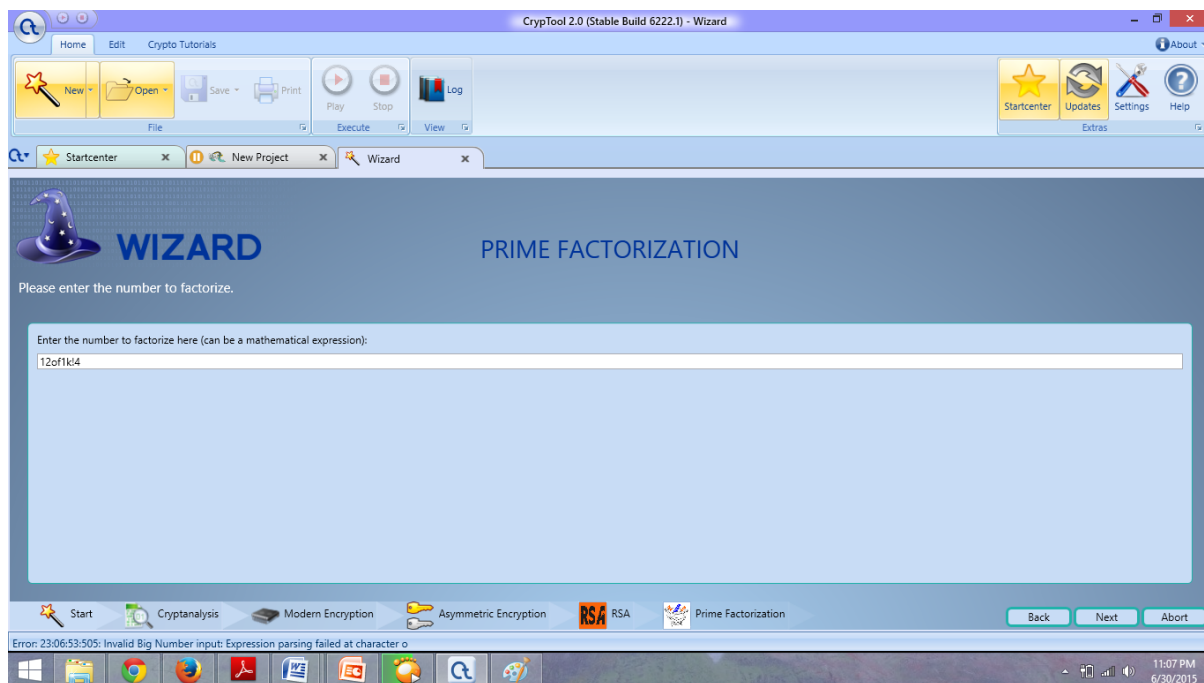 CrypTool 2.0 (Stable Build 6222.1) - Wizard
Home Edit Crypto Tutorials About
New Open Save Print Play Stop Log Startcenter Updates Settings Help
File Execute View Extras
Startcenter New Project Wizard
WIZARD
PRIME FACTORIZATION
Please enter the number to factorize.
Enter the number to factorize here (can be a mathematical expression):
12of1k!4
Start Cryptanalysis Modern Encryption Asymmetric Encryption RSA RSA Prime Factorization Back Next Abort
Error: 23:06:53:505: Invalid Big Number input: Expression parsing failed at character o
11:07 PM
6/30/2015